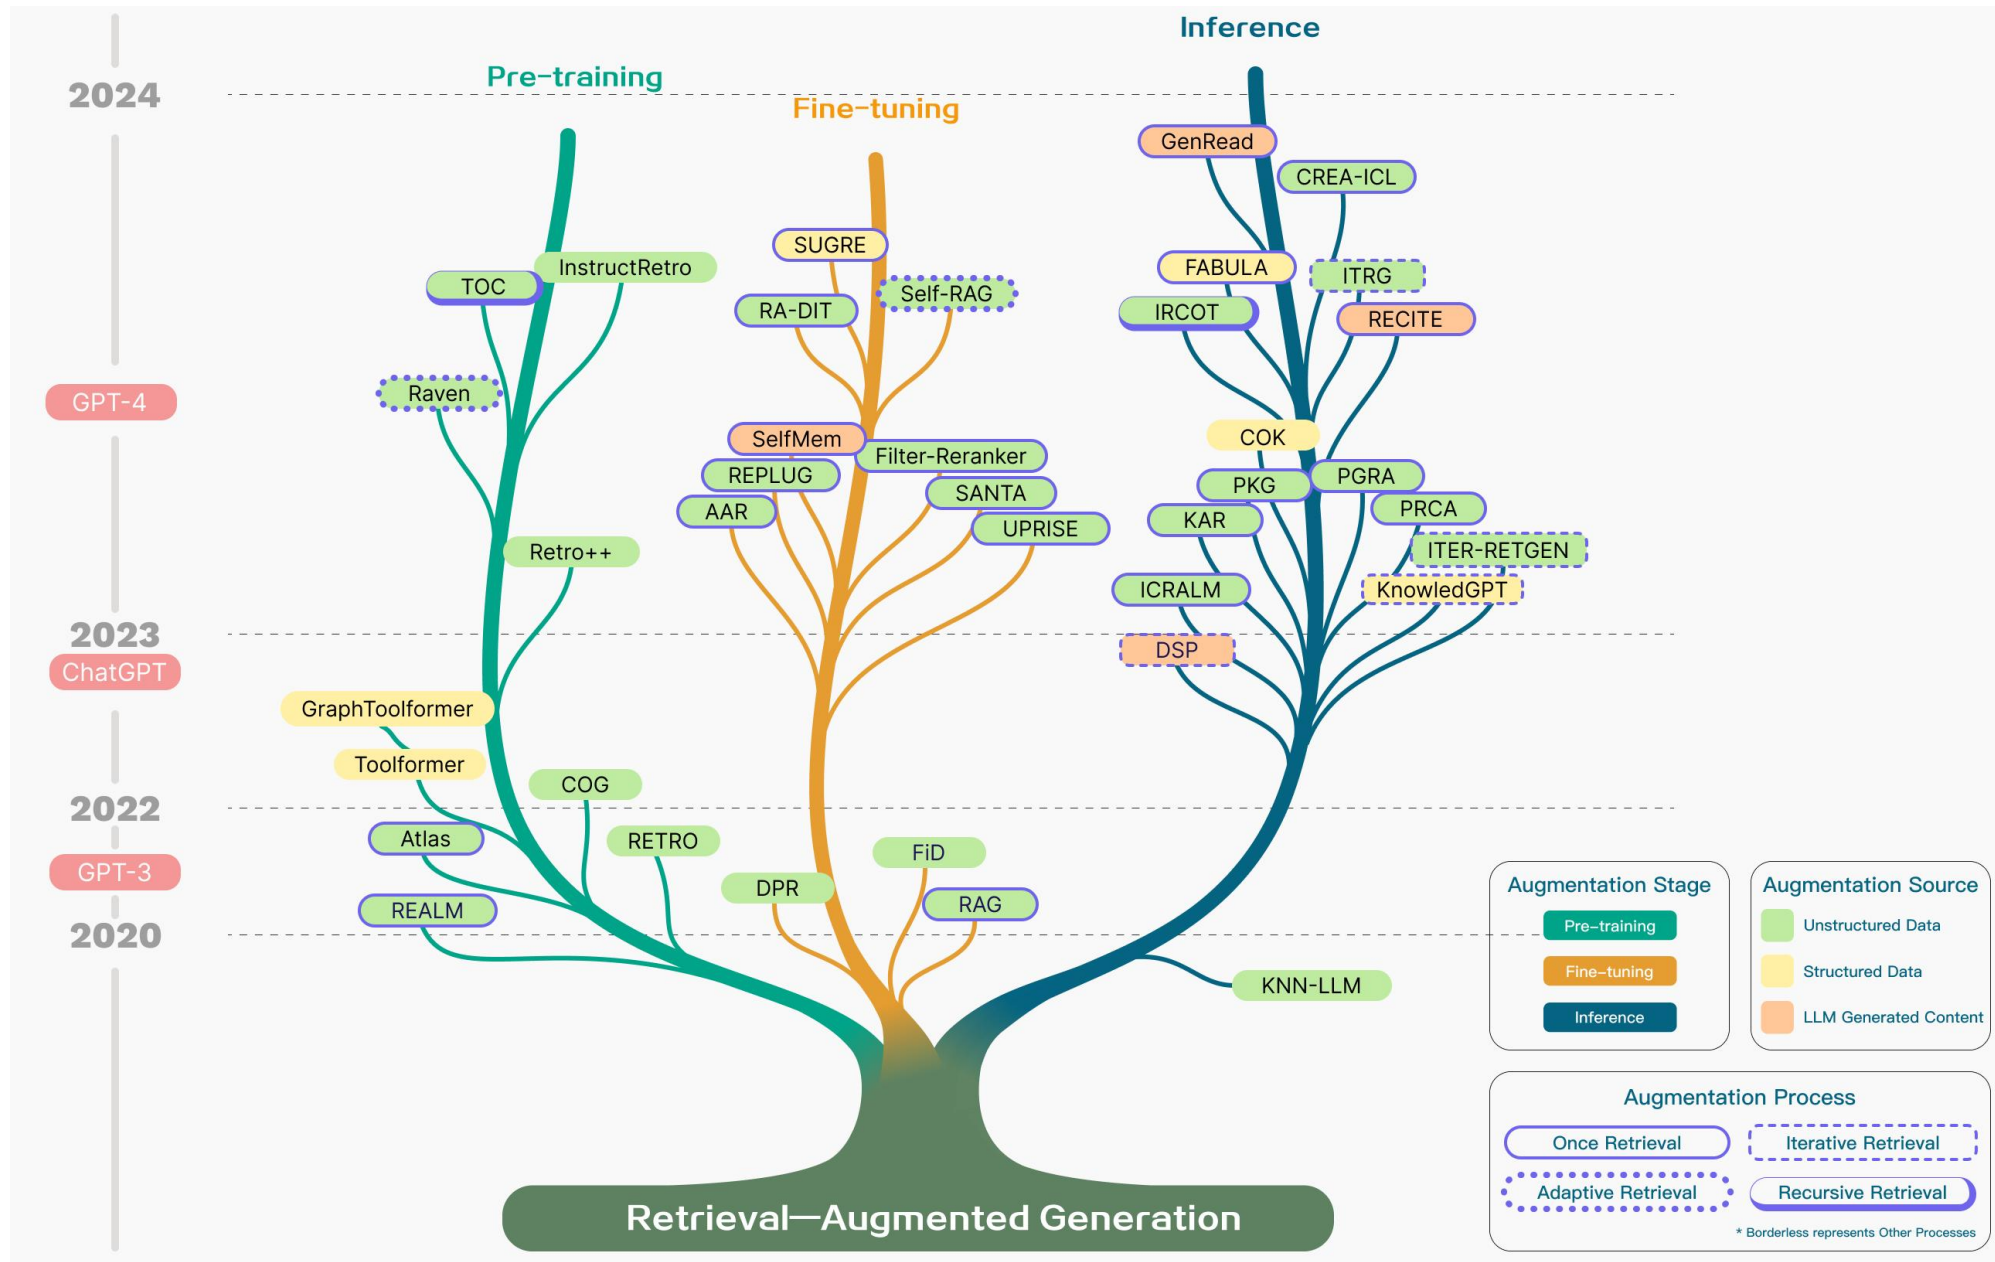 Inference
Pre-training
2024
Fine-tuning
GenRead
CREA-ICL
SUGRE
InstructRetro
FABULA
ITRG
TOC
Self-RAG
RA-DIT
IRCOT
RECITE
Raven
GPT-4
COK
SelfMem
Filter-Reranker
REPLUG
PGRA
PKG
SANTA
PRCA
AAR
KAR
UPRISE
Retro++
ITER-RETGEN
ICRALM
KnowledGPT
2023
DSP
ChatGPT
GraphToolformer
Toolformer
COG
2022
Atlas
RETRO
FiD
GPT-3
DPR
RAG
REALM
2020
KNN-LLM
Augmentation Stage
Pre-training
Fine-tuning
Inference
Augmentation Source
Unstructured Data
Structured Data
LLM Generated Content
Augmentation Process
Once Retrieval
Iterative Retrieval
Adaptive Retrieval
Recursive Retrieval
* Borderless represents Other Processes
Retrieval—Augmented Generation